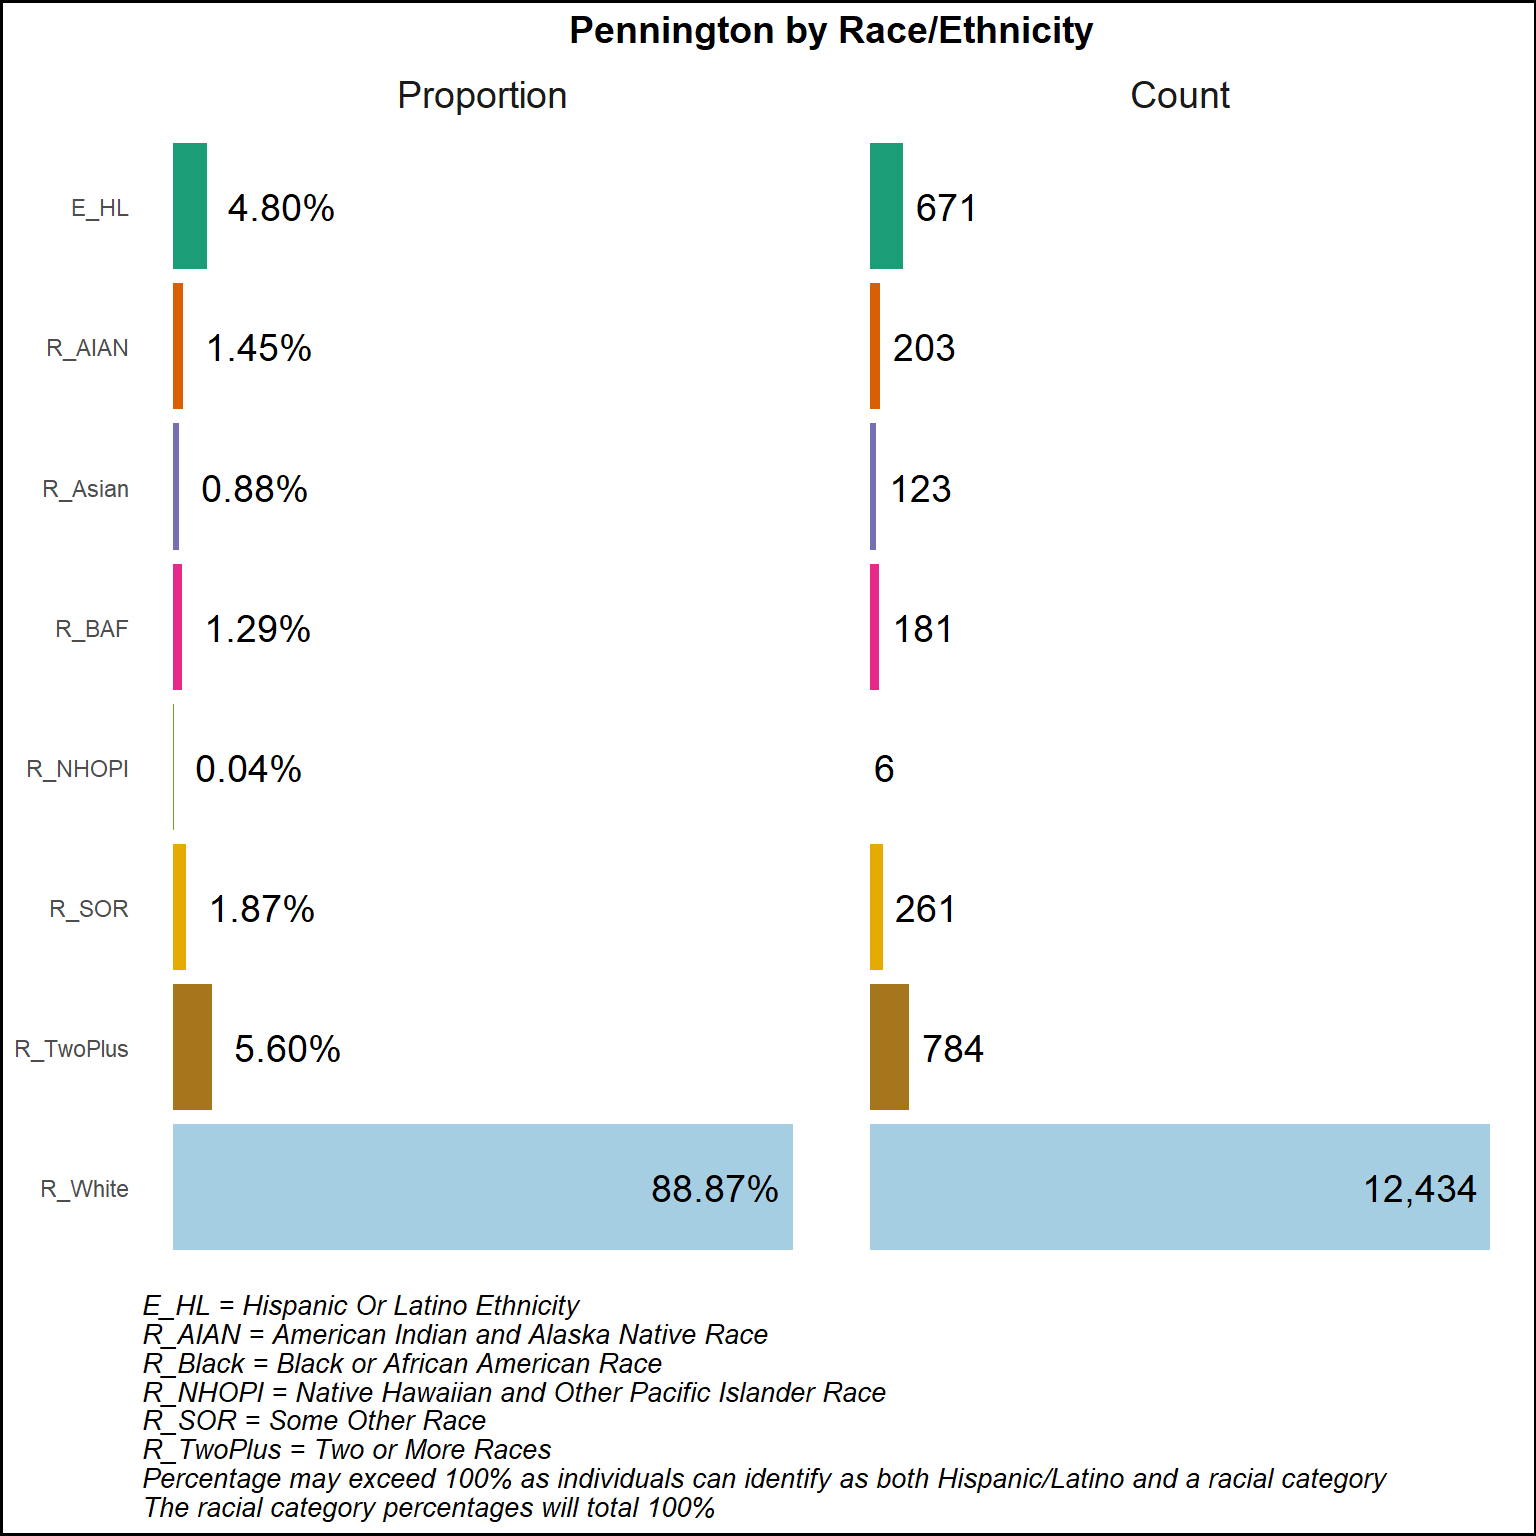 Pennington by Race/Ethnicity
Proportion Count
E_HL 4.80% 671
R_AIAN 1.45% 203
R_Asian 0.88% 123
R_BAF 1.29% 181
R_NHOPI 0.04% 6
R_SOR 1.87% 261
R_TwoPlus 5.60% 784
R_White 88.87% 12,434
E_HL = Hispanic Or Latino Ethnicity
R_AIAN = American Indian and Alaska Native Race
R_Black = Black or African American Race
R_NHOPI = Native Hawaiian and Other Pacific Islander Race
R_SOR = Some Other Race
R_TwoPlus = Two or More Races
Percentage may exceed 100% as individuals can identify as both Hispanic/Latino and a racial category
The racial category percentages will total 100%